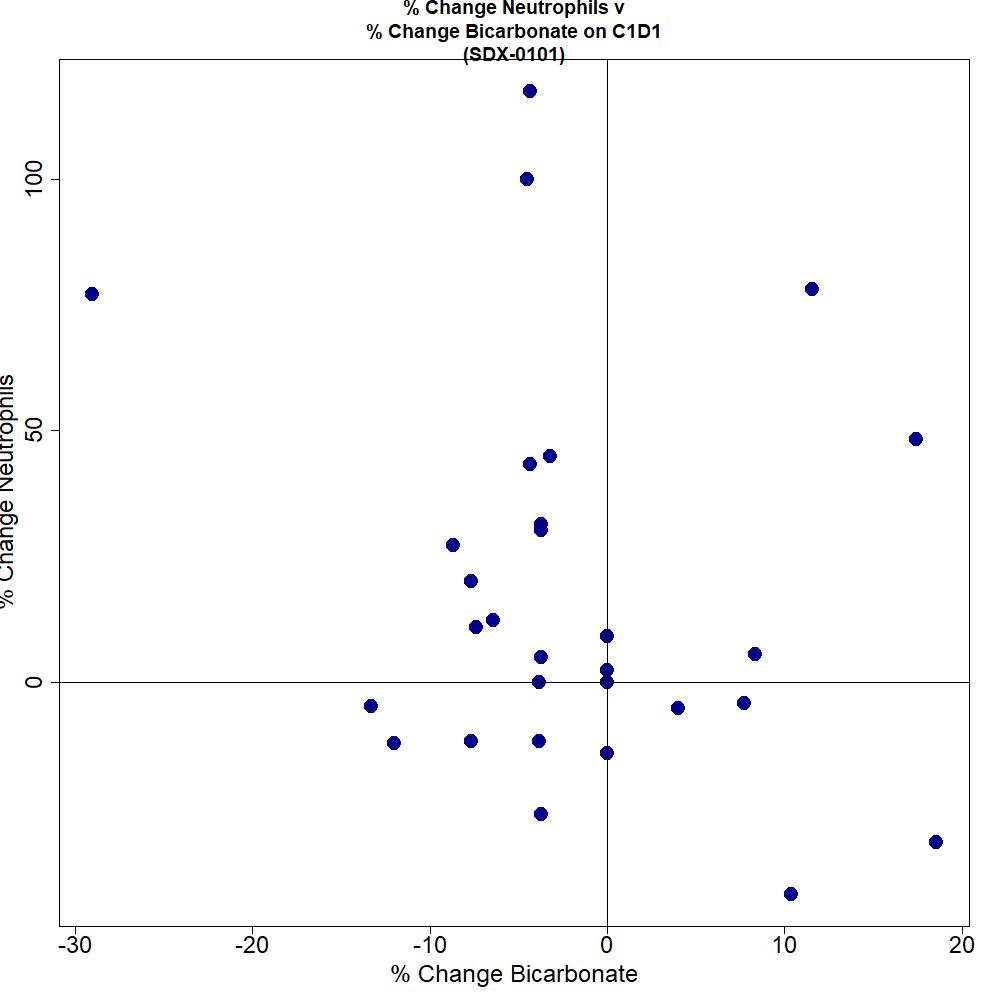 % Change Neutrophils v
% Change Bicarbonate on C1D1
(SDX-0101)
% Change Neutrophils
100
50
0
-30 -20 -10 0 10 20
% Change Bicarbonate